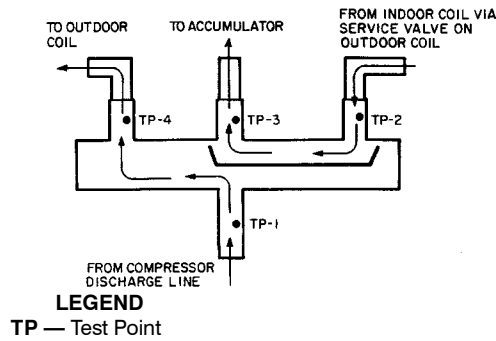 TO OUTDOOR
COIL
TO ACCUMULATOR
FROM INDOOR COIL VIA
SERVICE VALVE ON
OUTDOOR COIL
TP-4
TP-3
TP-2
TP-1
FROM COMPRESSOR
DISCHARGE LINE
LEGEND
TP — Test Point